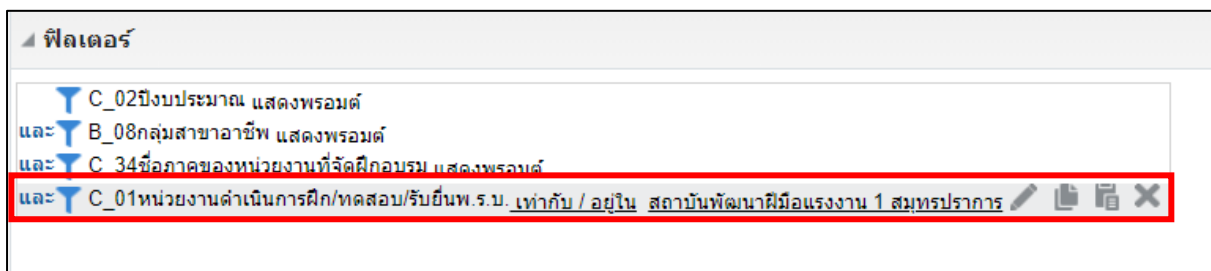 ฟิลเตอร์
C_02ปีงบประมาณ แสดงพรอมต์
และ B_08กลุ่มสาขาอาชีพ แสดงพรอมต์
และ C_34ชื่อภาคของหน่วยงานที่จัดฝึกอบรม แสดงพรอมต์
และ C_01หน่วยงานดำเนินการฝึก/ทดสอบ/รับยื่นพ.ร.บ. เท่ากับ / อยู่ใน สถาบันพัฒนาฝีมือแรงงาน 1 สมุทรปราการ